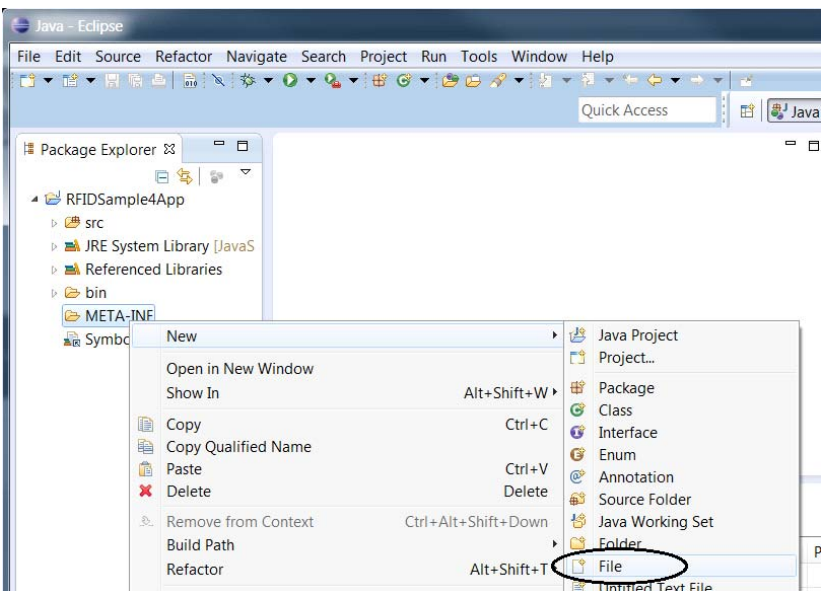 Java - Eclipse
File Edit Source Refactor Navigate Search Project Run Tools Window Help
Quick Access
Java
Package Explorer
RFIDSample4App
src
JRE System Library [JavaS
Referenced Libraries
bin
META-INF
Symbo
New
Open in New Window
Show In Alt+Shift+W
Copy Ctrl+C
Copy Qualified Name
Paste Ctrl+V
Delete Delete
Remove from Context Ctrl+Alt+Shift+Down
Build Path
Refactor Alt+Shift+T
Java Project
Project...
Package
Class
Interface
Enum
Annotation
Source Folder
Java Working Set
Folder
File
Untitled Text File
P